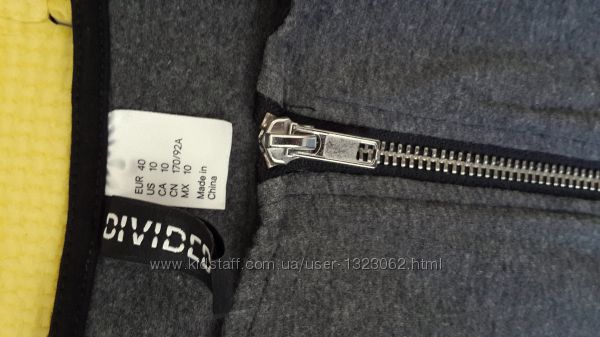 EUR 40
US 10
CA 10
CN 170/92A
MX 10
Made in
China
DIVIDED
www.kidstaff.com.ua/user-1323062.html